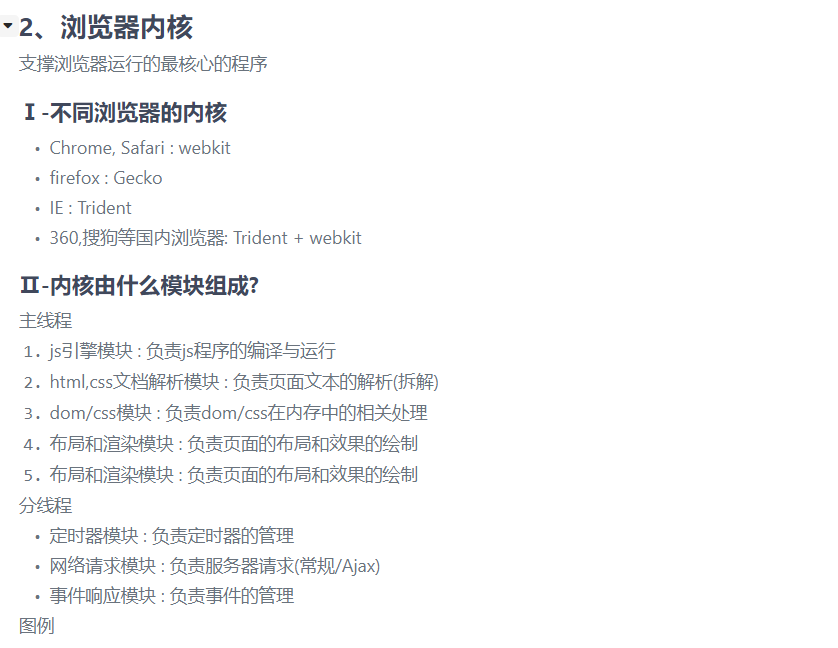 2、浏览器内核
支撑浏览器运行的最核心的程序
Ⅰ-不同浏览器的内核
• Chrome, Safari : webkit
• firefox : Gecko
• IE : Trident
• 360,搜狗等国内浏览器: Trident + webkit
Ⅱ-内核由什么模块组成?
主线程
1. js引擎模块 : 负责js程序的编译与运行
2. html,css文档解析模块 : 负责页面文本的解析(拆解)
3. dom/css模块 : 负责dom/css在内存中的相关处理
4. 布局和渲染模块 : 负责页面的布局和效果的绘制
5. 布局和渲染模块 : 负责页面的布局和效果的绘制
分线程
• 定时器模块 : 负责定时器的管理
• 网络请求模块 : 负责服务器请求(常规/Ajax)
• 事件响应模块 : 负责事件的管理
图例